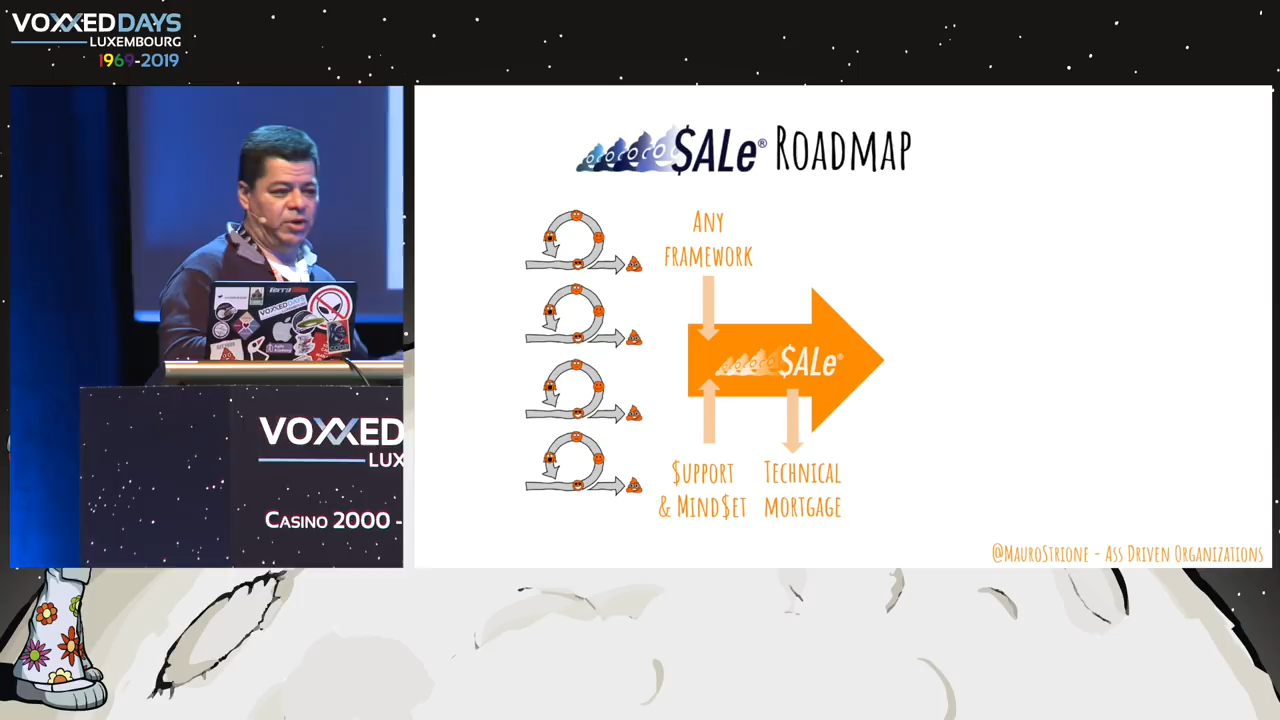 VOXXEDDAYS
LUXEMBOURG
1969-2019
$ALe® ROADMAP
ANY
FRAMEWORK
$ALe®
$UPPORT
& MIND$ET
TECHNICAL
MORTGAGE
@MAUROSTRIONE - ASS DRIVEN ORGANIZATIONS
VOXXEDDAYS
VOXXED
LUX
CASINO 2000 -